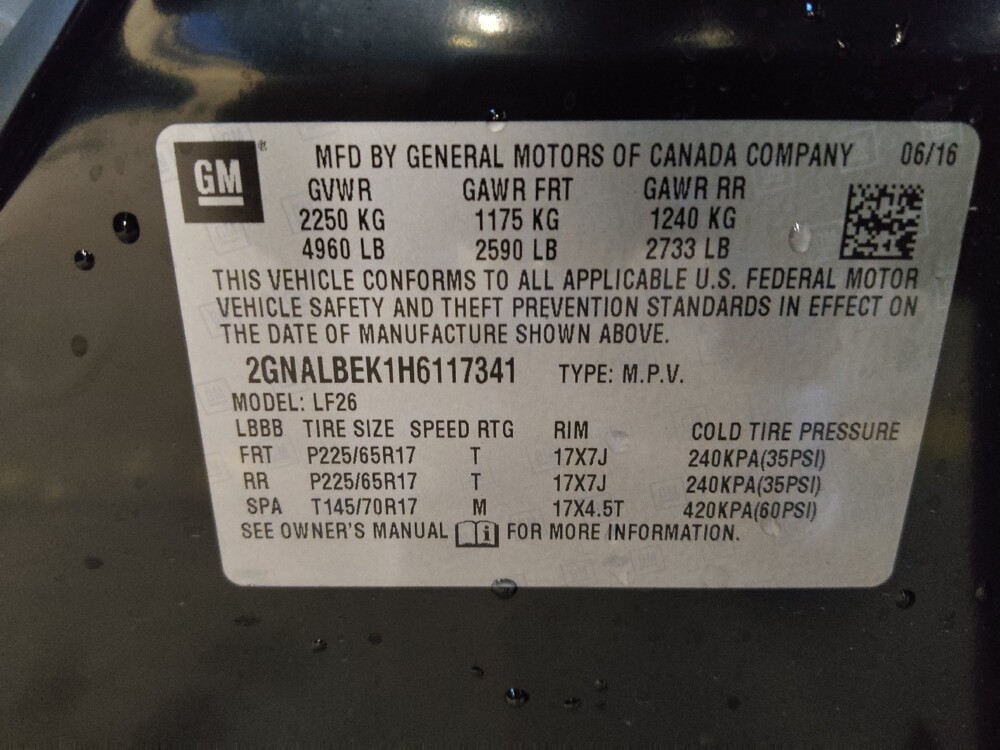 GM ® MFD BY GENERAL MOTORS OF CANADA COMPANY 06/16
GVWR GAWR FRT GAWR RR
2250 KG 1175 KG 1240 KG
4960 LB 2590 LB 2733 LB
THIS VEHICLE CONFORMS TO ALL APPLICABLE U.S. FEDERAL MOTOR
VEHICLE SAFETY AND THEFT PREVENTION STANDARDS IN EFFECT ON
THE DATE OF MANUFACTURE SHOWN ABOVE.
2GNALBEK1H6117341 TYPE: M.P.V.
MODEL: LF26
LBBB TIRE SIZE SPEED RTG RIM COLD TIRE PRESSURE
FRT P225/65R17 T 17X7J 240KPA(35PSI)
RR P225/65R17 T 17X7J 240KPA(35PSI)
SPA T145/70R17 M 17X4.5T 420KPA(60PSI)
SEE OWNER'S MANUAL i FOR MORE INFORMATION.